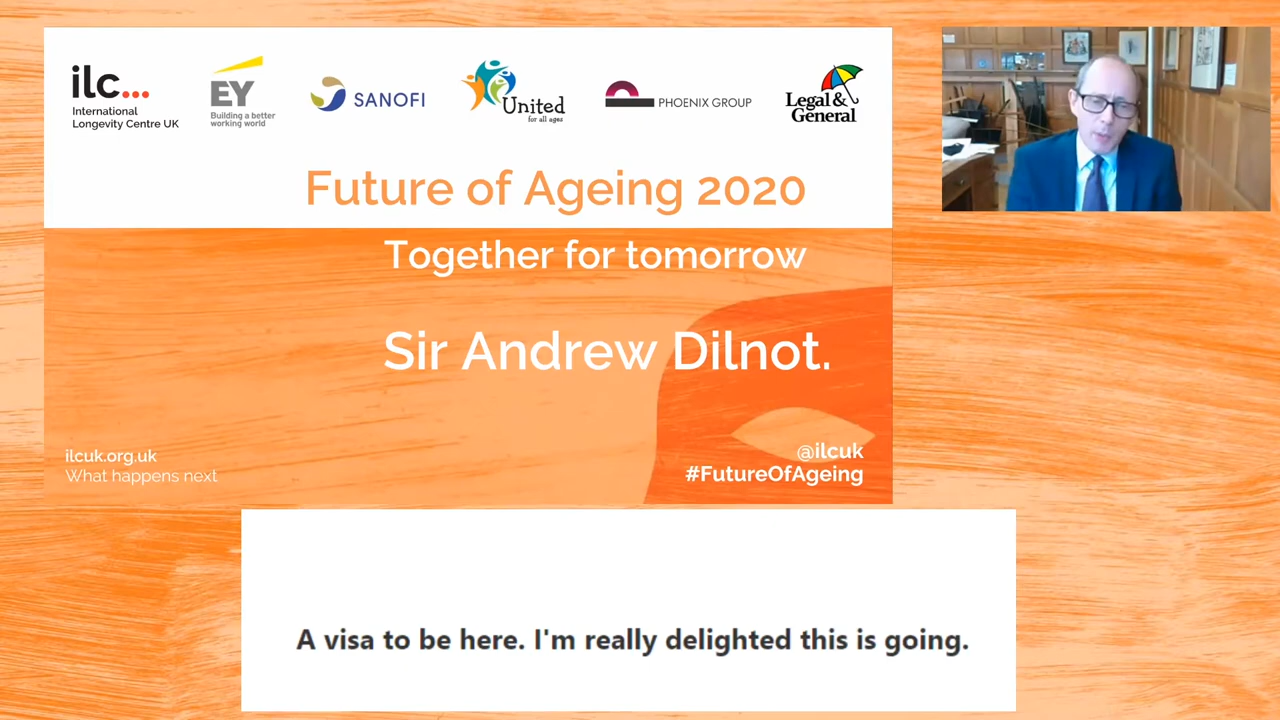 ilc...
International
Longevity Centre UK
EY
Building a better
working world
SANOFI
United
for all ages
PHOENIX GROUP
Legal &
General
Future of Ageing 2020
Together for tomorrow
Sir Andrew Dilnot.
ilcuk.org.uk
What happens next
@ilcuk
#FutureOfAgeing
A visa to be here. I'm really delighted this is going.